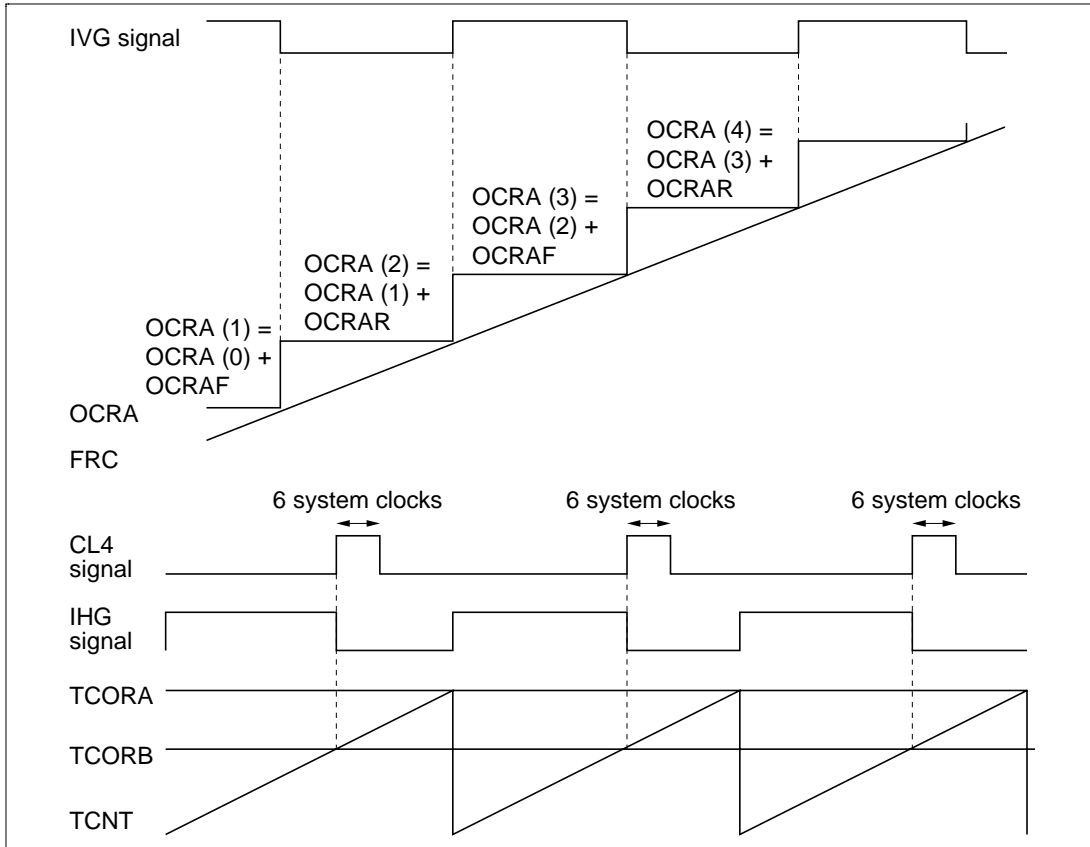 IVG signal
OCRA (4) =
OCRA (3) +
OCRAR
OCRA (3) =
OCRA (2) +
OCRAF
OCRA (2) =
OCRA (1) +
OCRAR
OCRA (1) =
OCRA (0) +
OCRAF
OCRA
FRC
6 system clocks 6 system clocks 6 system clocks
CL4
signal
IHG
signal
TCORA
TCORB
TCNT